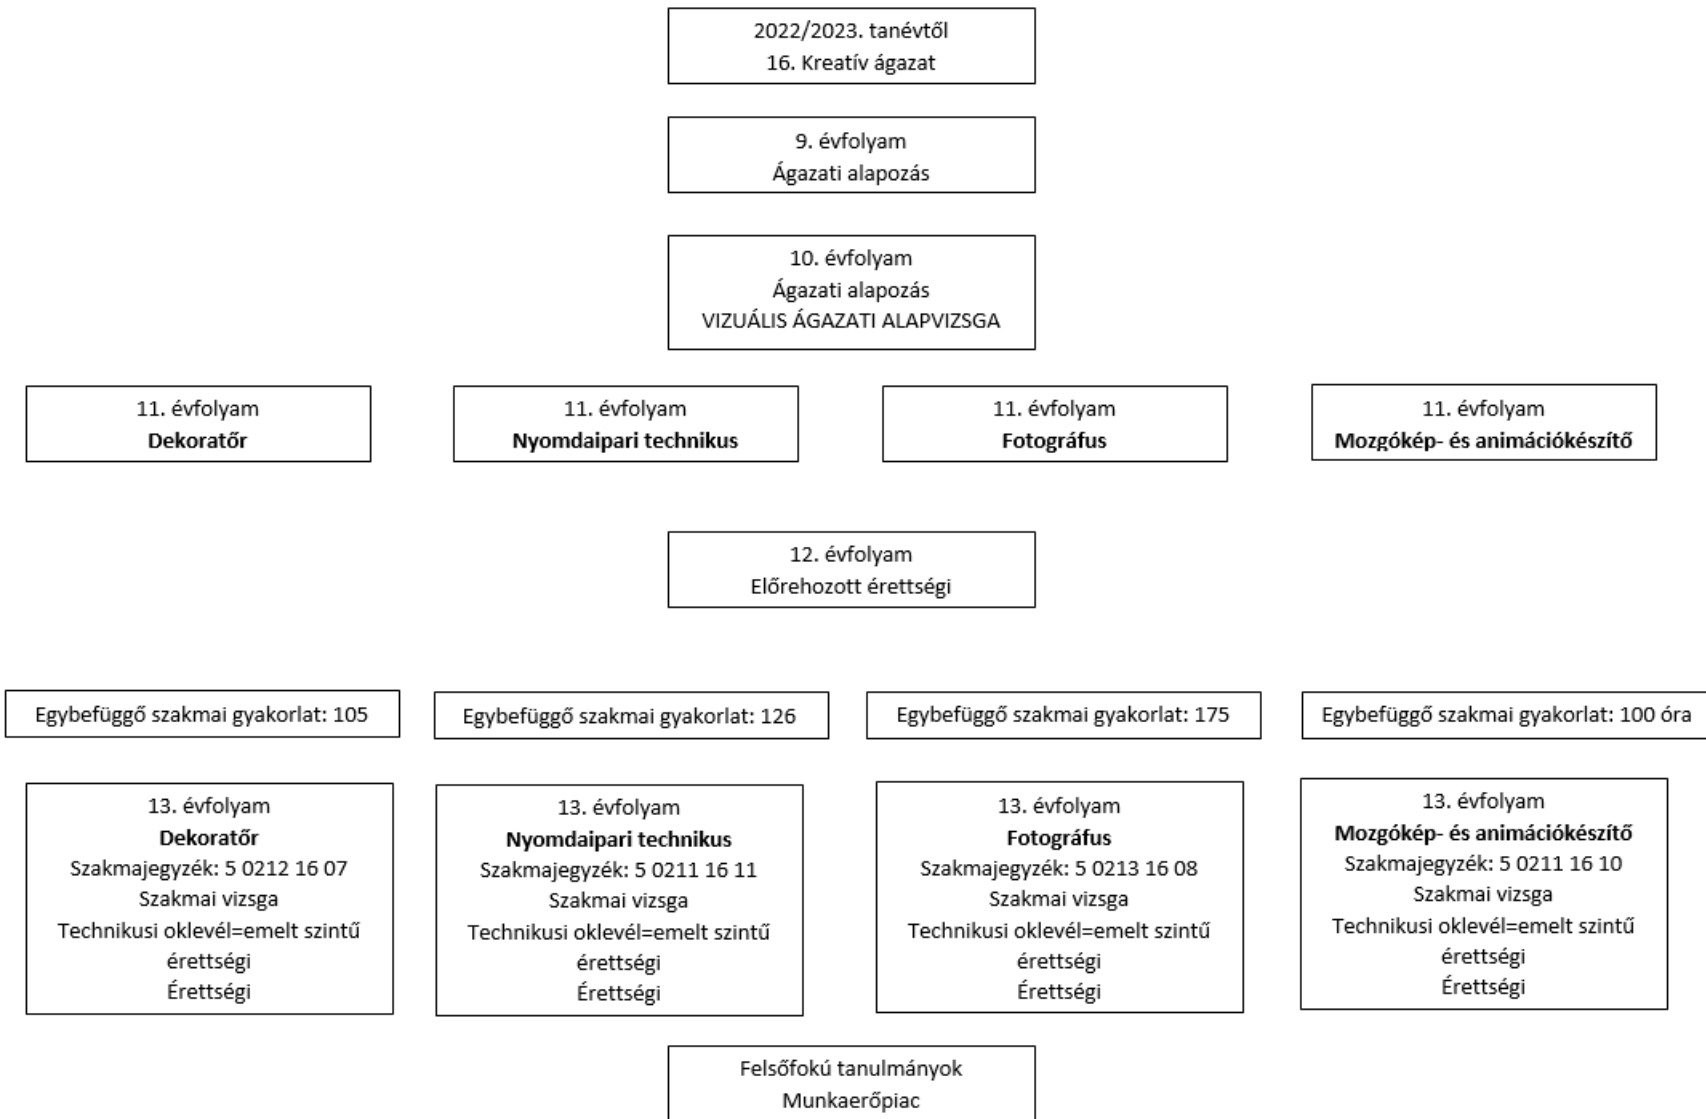 2022/2023. tanévtől
16. Kreatív ágazat
9. évfolyam
Ágazati alapozás
10. évfolyam
Ágazati alapozás
VIZUÁLIS ÁGAZATI ALAPVIZSGA
11. évfolyam
Dekoratőr
11. évfolyam
Nyomdaipari technikus
11. évfolyam
Fotográfus
11. évfolyam
Mozgókép- és animációkészítő
12. évfolyam
Előrehozott érettségi
Egybefüggő szakmai gyakorlat: 105
Egybefüggő szakmai gyakorlat: 126
Egybefüggő szakmai gyakorlat: 175
Egybefüggő szakmai gyakorlat: 100 óra
13. évfolyam
Dekoratőr
Szakmajegyzék: 5 0212 16 07
Szakmai vizsga
Technikusi oklevél=emelt szintű
érettségi
Érettségi
13. évfolyam
Nyomdaipari technikus
Szakmajegyzék: 5 0211 16 11
Szakmai vizsga
Technikusi oklevél=emelt szintű
érettségi
Érettségi
13. évfolyam
Fotográfus
Szakmajegyzék: 5 0213 16 08
Szakmai vizsga
Technikusi oklevél=emelt szintű
érettségi
Érettségi
13. évfolyam
Mozgókép- és animációkészítő
Szakmajegyzék: 5 0211 16 10
Szakmai vizsga
Technikusi oklevél=emelt szintű
érettségi
Érettségi
Felsőfokú tanulmányok
Munkaerőpiac